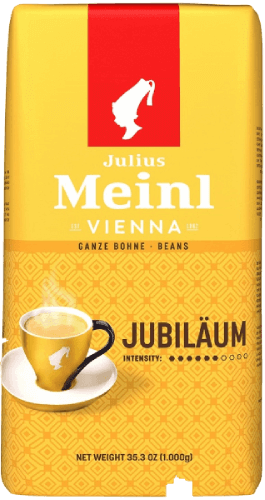 Julius
Meinl
VIENNA
GANZE BOHNE · BEANS
JUBILÄUM
INTENSITY:
NET WEIGHT 35.3 OZ (1.000g)